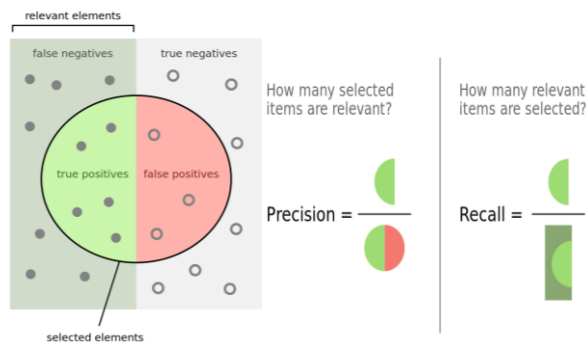 relevant elements
false negatives
true negatives
true positives
false positives
selected elements
How many selected
items are relevant?
Precision =
How many relevant
items are selected?
Recall =